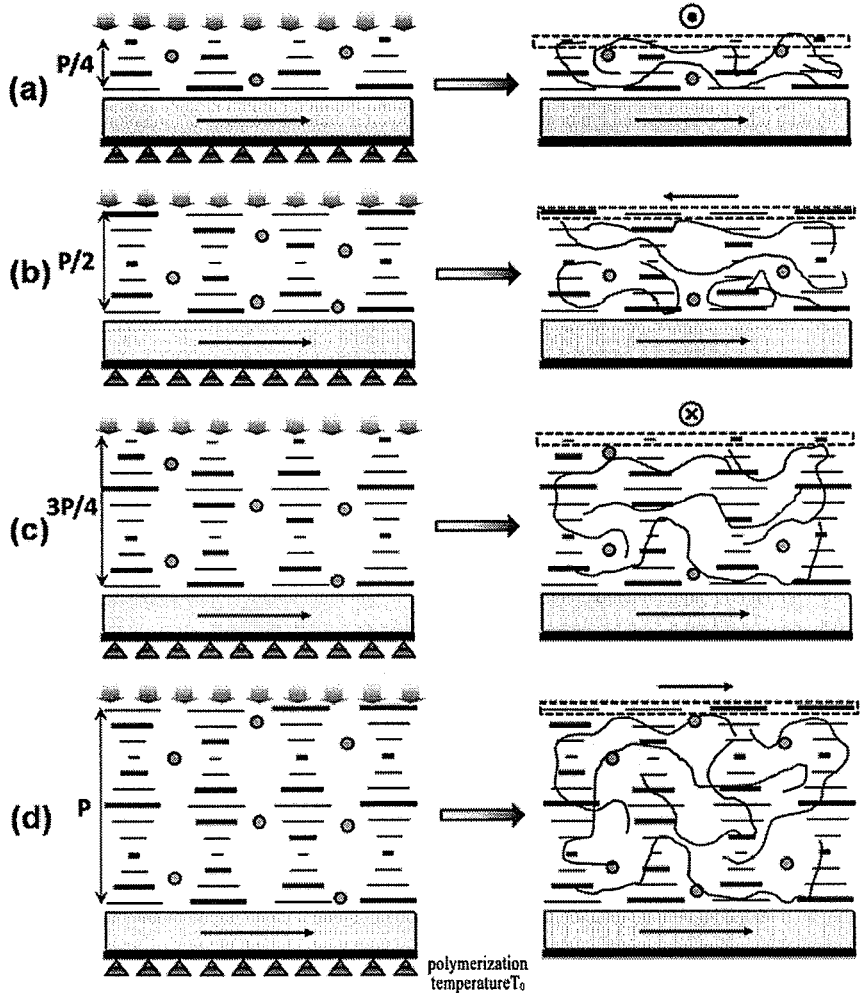 (a)
P/4
(b)
P/2
(c)
3P/4
(d)
P
polymerization
temperatureT₀